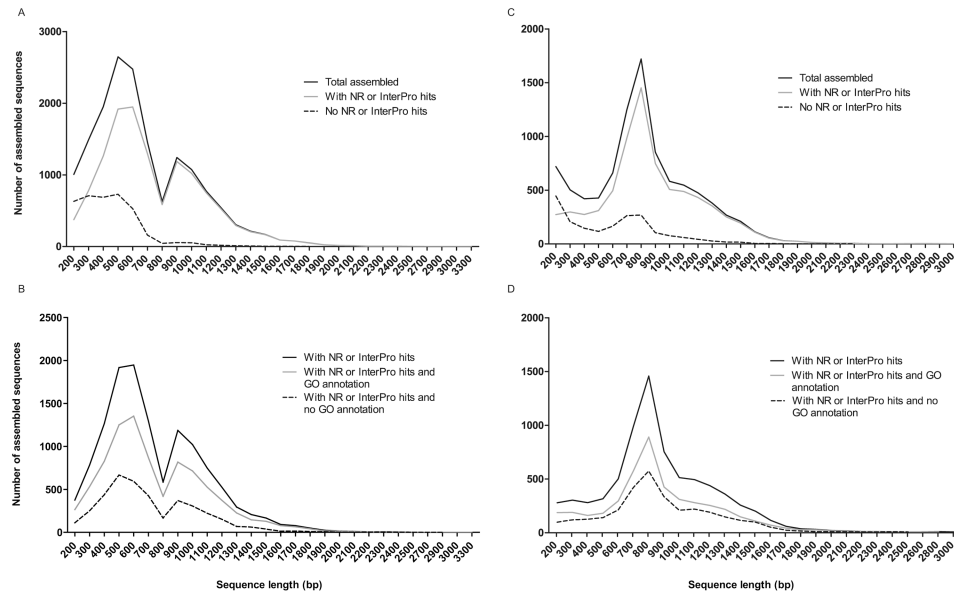 A
Number of assembled sequences
3000
2000
1000
0
Total assembled
With NR or InterPro hits
No NR or InterPro hits
200 300 400 500 600 700 800 900 1000 1100 1200 1300 1400 1500 1600 1700 1800 1900 2000 2100 2200 2300 2400 2500 2600 2700 2900 3300
C
2000
1500
1000
500
0
Total assembled
With NR or InterPro hits
No NR or InterPro hits
200 300 400 500 600 700 800 900 1000 1100 1200 1300 1400 1500 1600 1700 1800 1900 2000 2100 2200 2300 2400 2500 2600 2700 2800 2900 3000
B
Number of assembled sequences
2500
2000
1500
1000
500
0
With NR or InterPro hits
With NR or InterPro hits and
GO annotation
With NR or InterPro hits and
no GO annotation
200 300 400 500 600 700 800 900 1000 1100 1200 1300 1400 1500 1600 1700 1800 1900 2000 2100 2200 2300 2400 2500 2600 2700 2900 3300
Sequence length (bp)
D
2000
1500
1000
500
0
With NR or InterPro hits
With NR or InterPro hits and GO
annotation
With NR or InterPro hits and no
GO annotation
200 300 400 500 600 700 800 900 1000 1100 1200 1300 1400 1500 1600 1700 1800 1900 2000 2100 2200 2300 2400 2500 2600 2700 2800 2900 3000
Sequence length (bp)